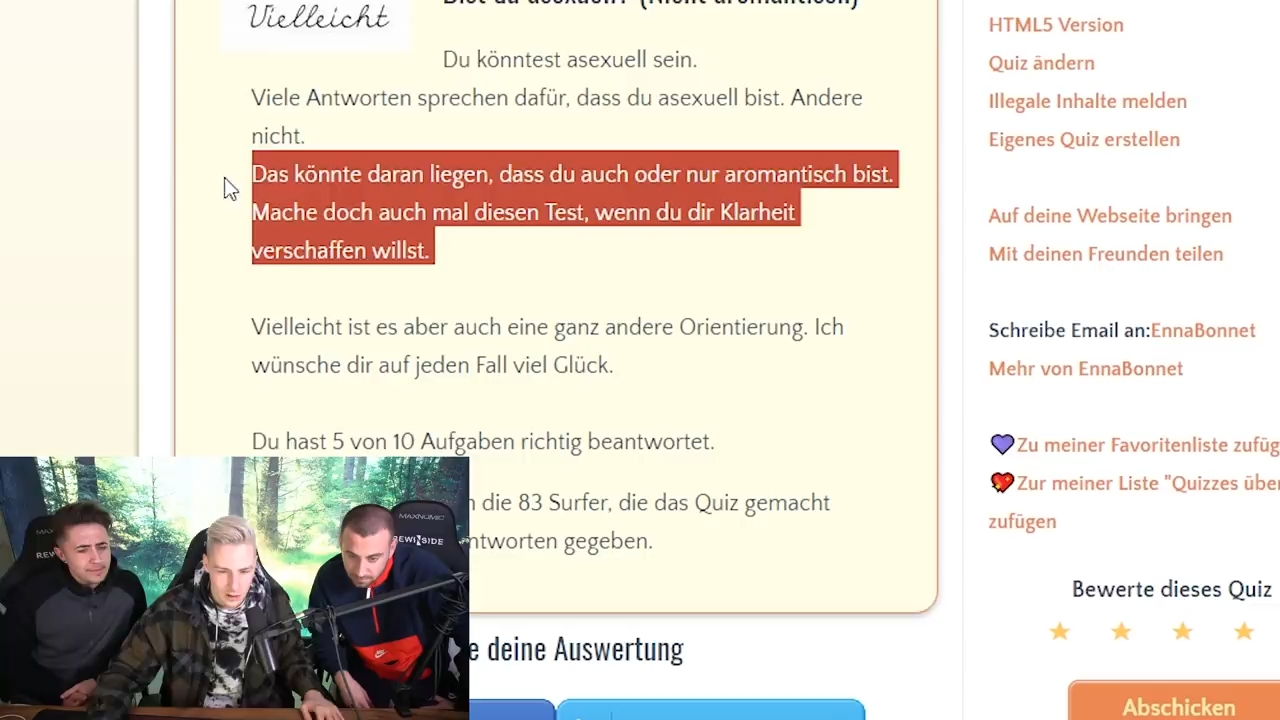 Vielleicht
Bist du asexuell? (Nicht aromantisch)
Du könntest asexuell sein.
Viele Antworten sprechen dafür, dass du asexuell bist. Andere
nicht.
Das könnte daran liegen, dass du auch oder nur aromantisch bist.
Mache doch auch mal diesen Test, wenn du dir Klarheit
verschaffen willst.
Vielleicht ist es aber auch eine ganz andere Orientierung. Ich
wünsche dir auf jeden Fall viel Glück.
Du hast 5 von 10 Aufgaben richtig beantwortet.
die 83 Surfer, die das Quiz gemacht
ntworten gegeben.
e deine Auswertung
HTML5 Version
Quiz ändern
Illegale Inhalte melden
Eigenes Quiz erstellen
Auf deine Webseite bringen
Mit deinen Freunden teilen
Schreibe Email an:EnnaBonnet
Mehr von EnnaBonnet
Zu meiner Favoritenliste zufüg
Zur meiner Liste "Quizzes über
zufügen
Bewerte dieses Quiz
Abschicken
MAXNOMIC
REWINSIDE